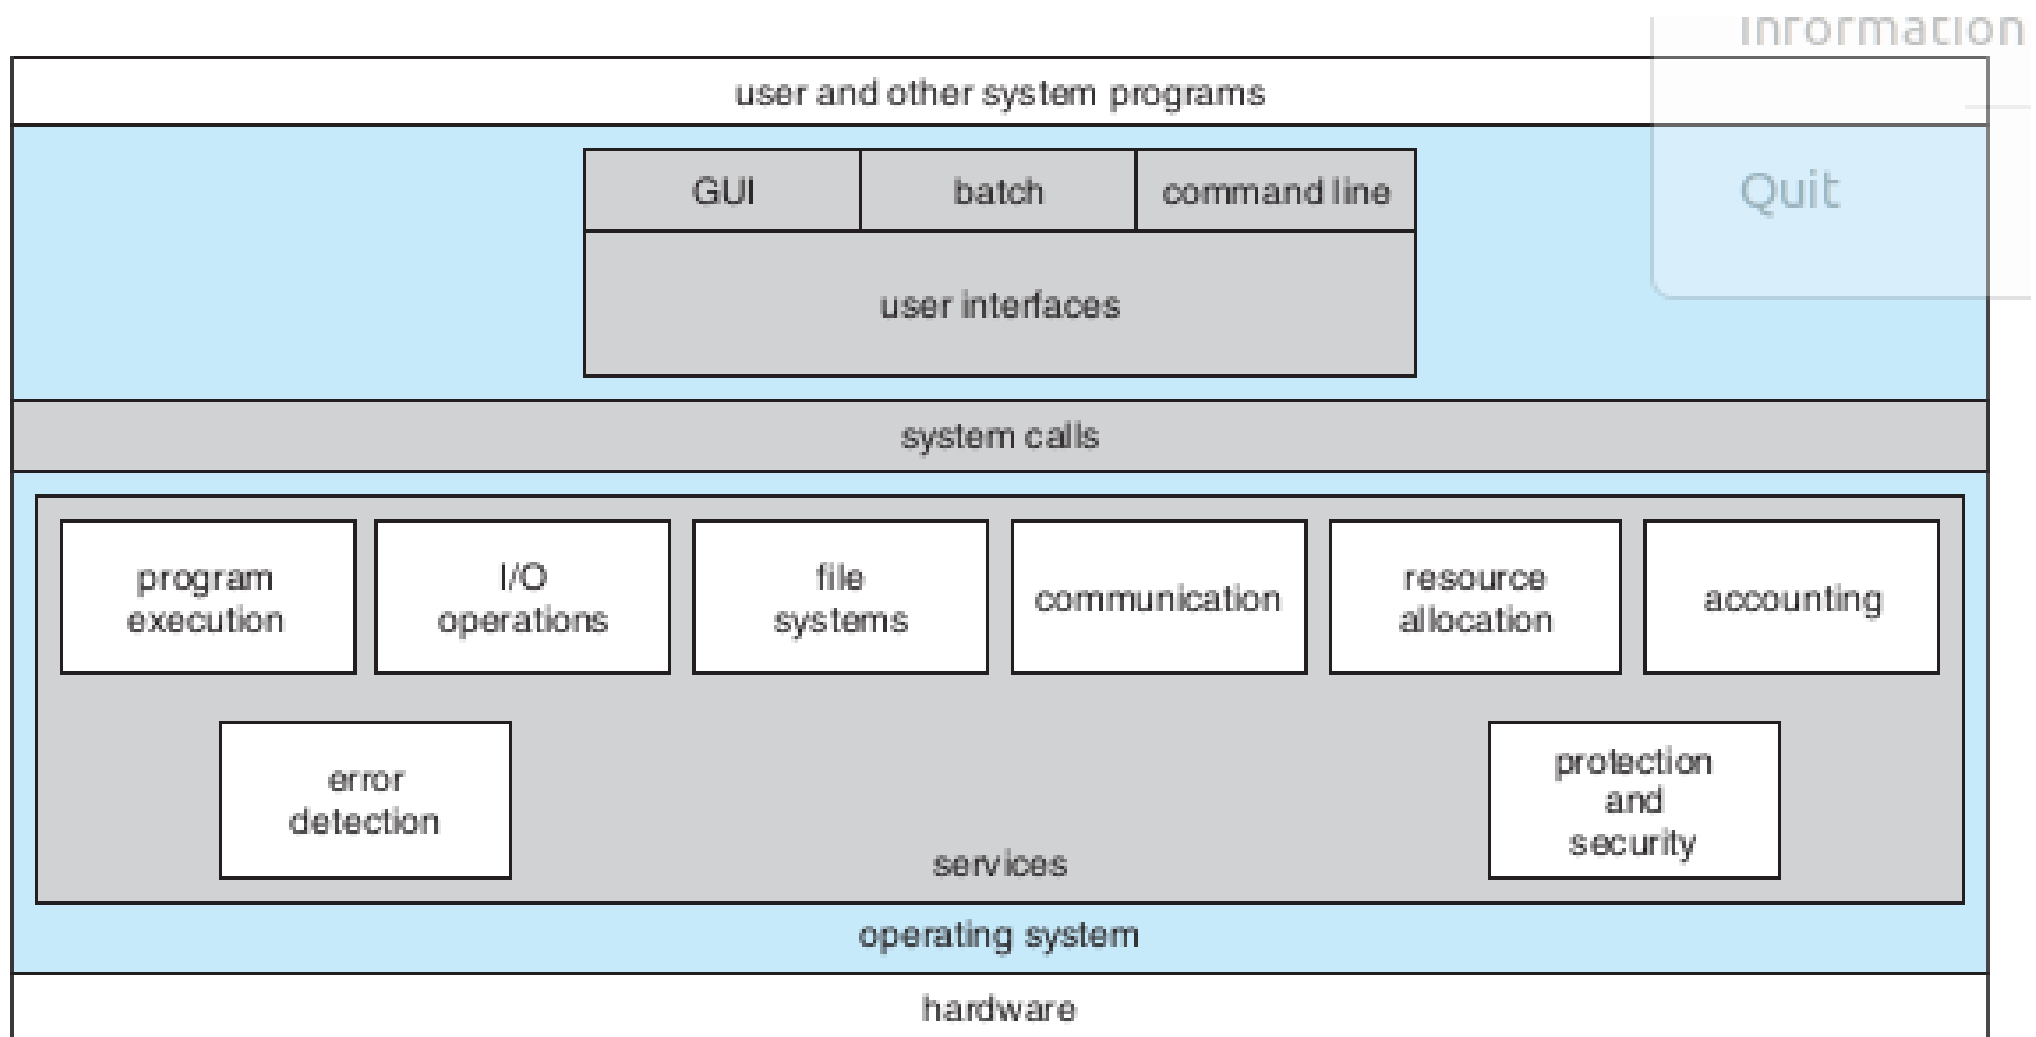 Information
user and other system programs
GUI
batch
command line
Quit
user interfaces
system calls
program
execution
I/O
operations
file
systems
communication
resource
allocation
accounting
error
detection
protection
and
security
services
operating system
hardware